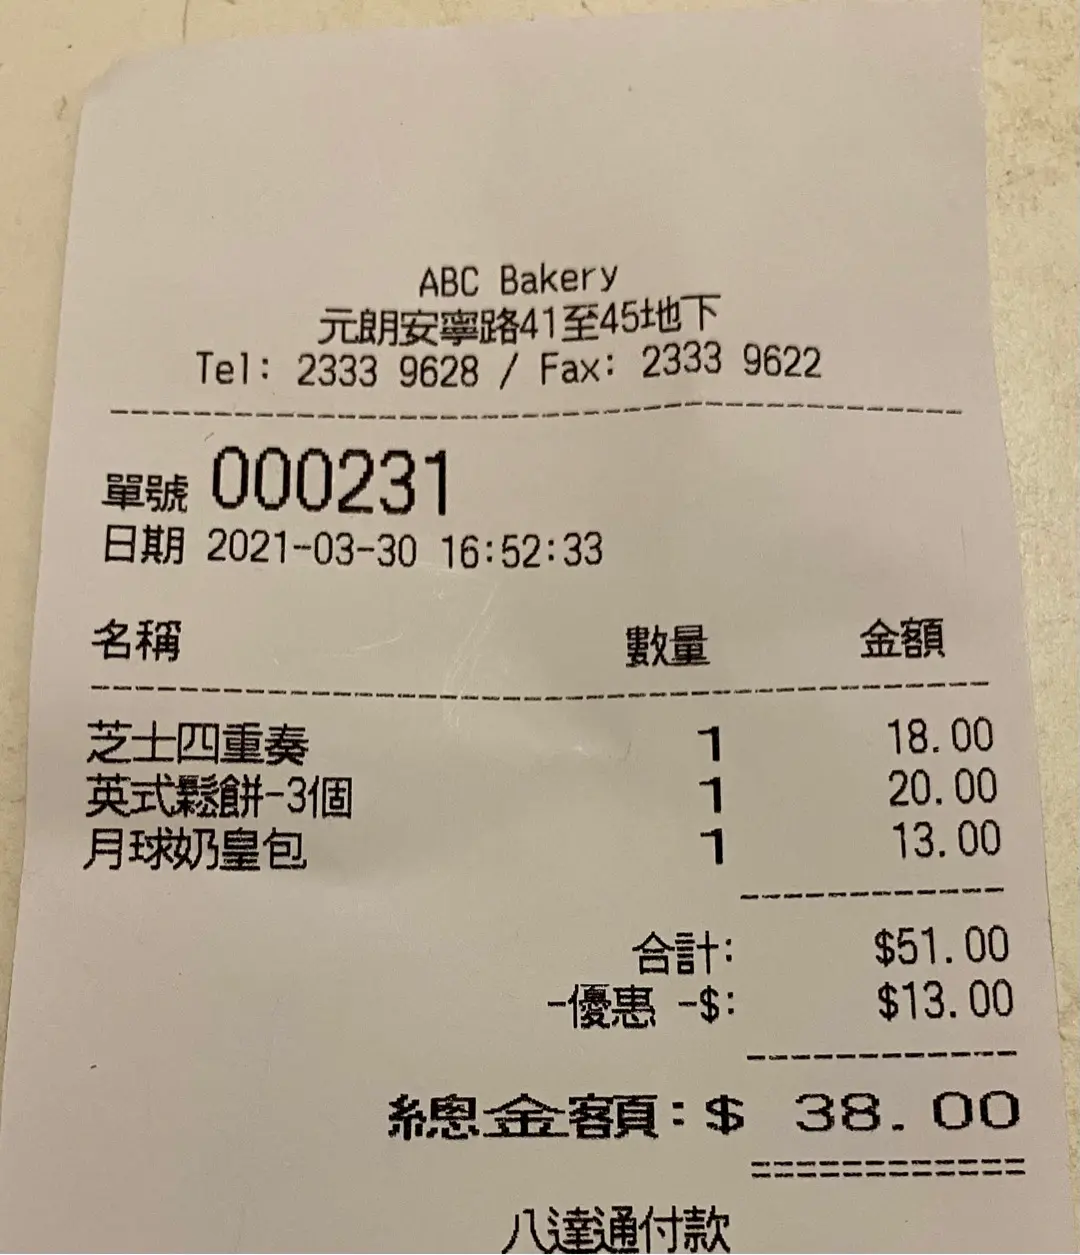 ABC Bakery
元朗安寧路41至45地下
Tel: 2333 9628 / Fax: 2333 9622
單號 000231
日期 2021-03-30 16:52:33
名稱 數量 金額
芝士四重奏 1 18.00
英式鬆餅-3個 1 20.00
月球奶皇包 1 13.00
合計: $51.00
-優惠 -$: $13.00
總金額:$ 38.00
八達通付款